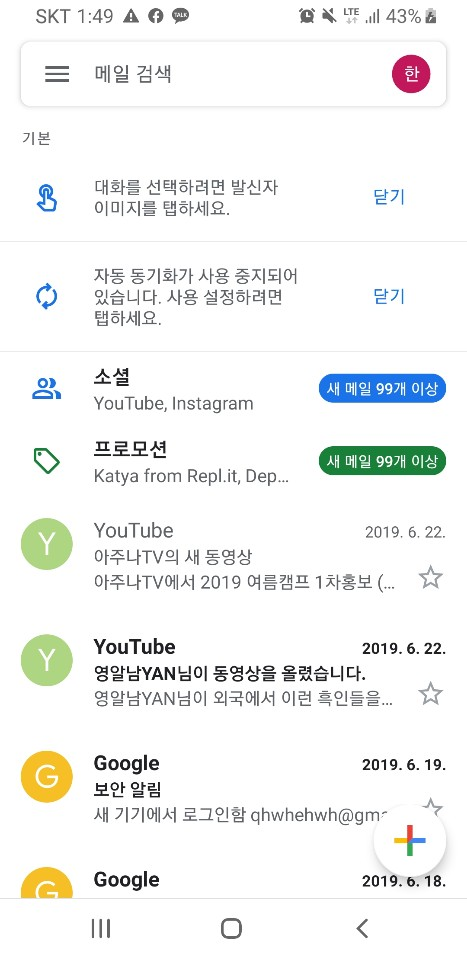 SKT 1:49 TALK LTE 43%
메일 검색 한
기본
대화를 선택하려면 발신자
이미지를 탭하세요.
닫기
자동 동기화가 사용 중지되어
있습니다. 사용 설정하려면
탭하세요.
닫기
소셜
YouTube, Instagram
새 메일 99개 이상
프로모션
Katya from Repl.it, Dep...
새 메일 99개 이상
Y YouTube 2019. 6. 22.
아주나TV의 새 동영상
아주나TV에서 2019 여름캠프 1차홍보 (...
Y YouTube 2019. 6. 22.
영알남YAN님이 동영상을 올렸습니다.
영알남YAN님이 외국에서 이런 흑인들을...
G Google 2019. 6. 19.
보안 알림
새 기기에서 로그인함 qhwhehwh@gma
G Google 2019. 6. 18.